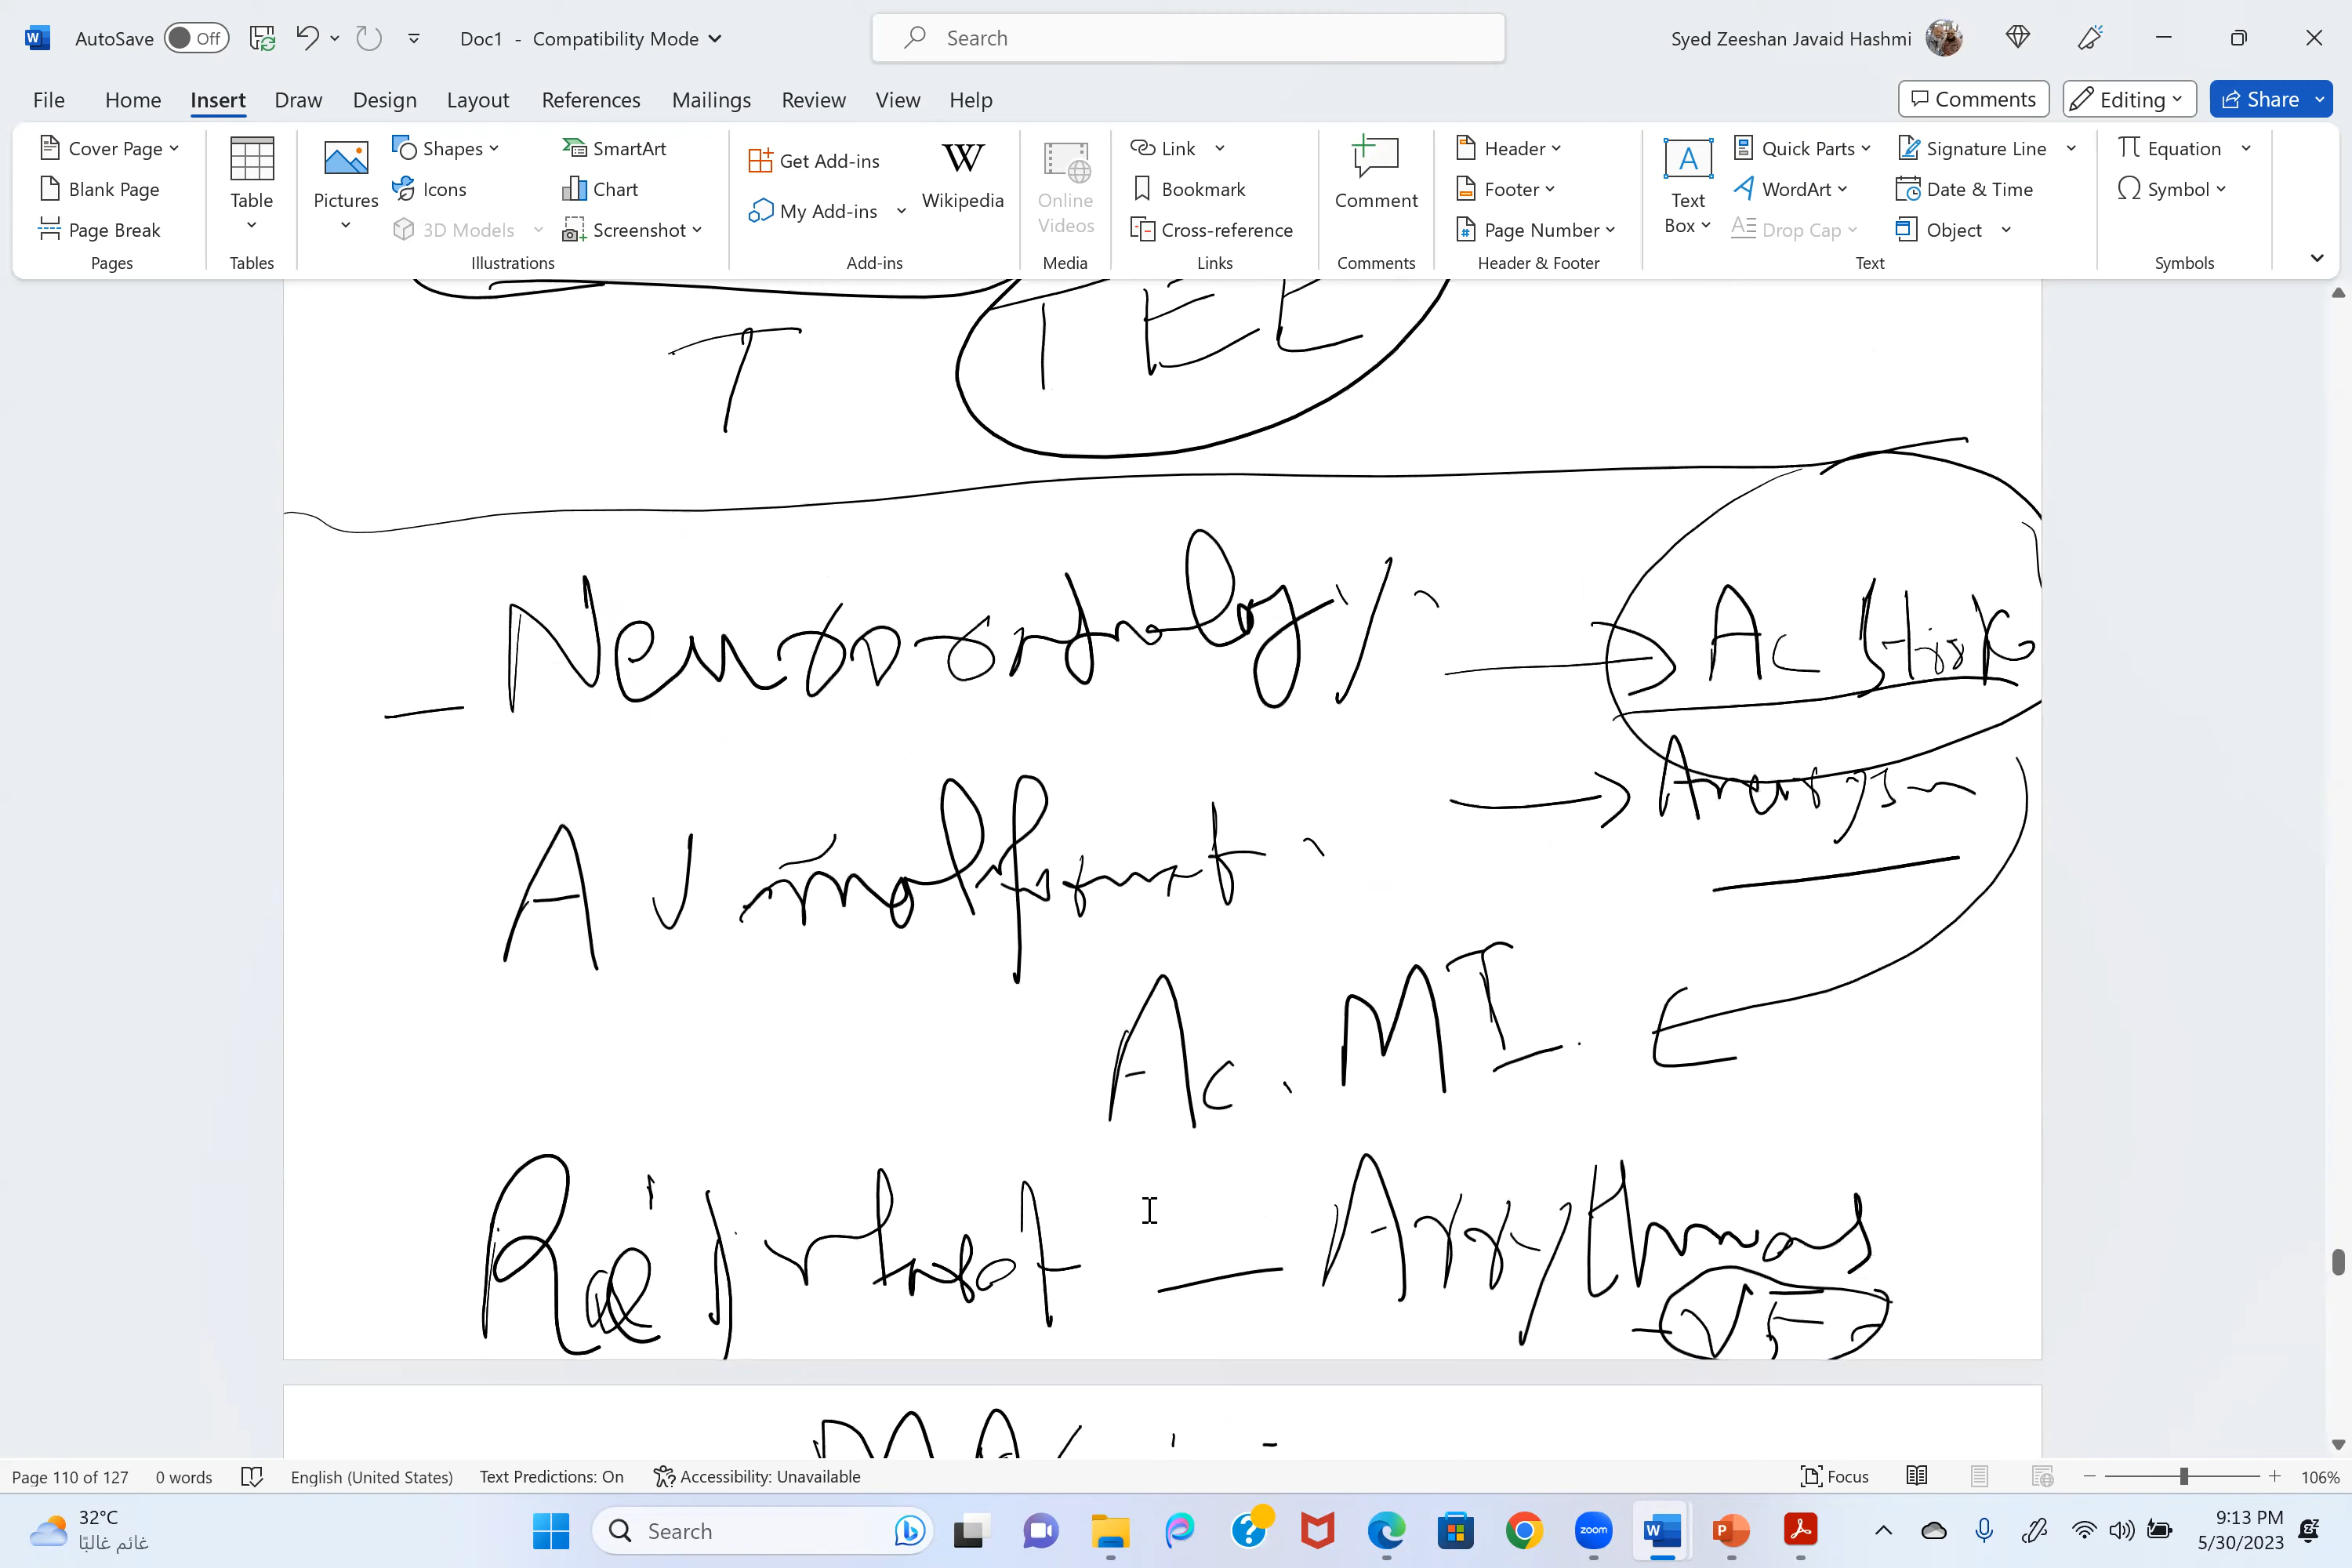 AutoSave Off Doc1 - Compatibility Mode Search Syed Zeeshan Javaid Hashmi
File Home Insert Draw Design Layout References Mailings Review View Help Comments Editing Share
Cover Page Blank Page Page Break Pages
Table Tables
Pictures Shapes Icons 3D Models SmartArt Chart Screenshot Illustrations
Get Add-ins My Add-ins Wikipedia Add-ins
Online Videos Media
Link Bookmark Cross-reference Links
Comment Comments
Header Footer Page Number Header & Footer
Text Box Quick Parts WordArt Drop Cap Signature Line Date & Time Object Text
Equation Symbol Symbols
T TEE
Ac
AV malformat
Ac. MI.
VF
Page 110 of 127 0 words English (United States) Text Predictions: On Accessibility: Unavailable Focus 106%
32°C
غائم غالبًا
Search zoom 9:13 PM
5/30/2023